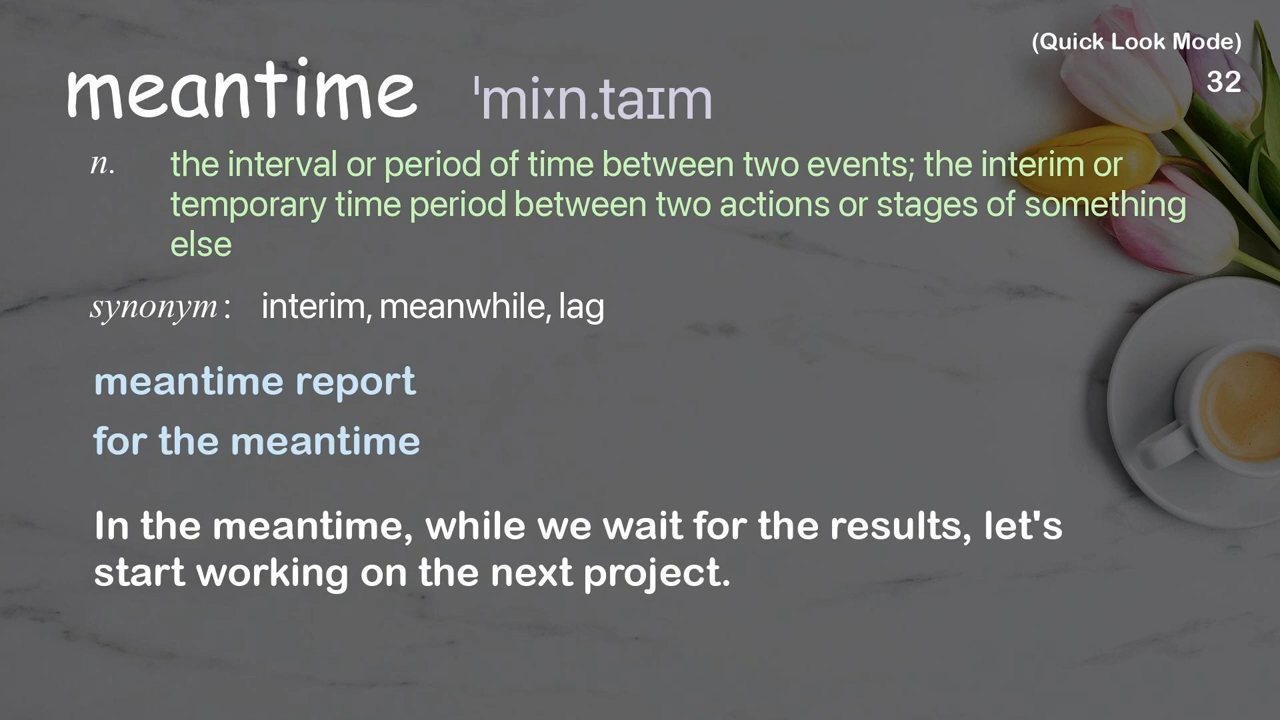 (Quick Look Mode)
32
meantime ˈmiːn.taɪm
n. the interval or period of time between two events; the interim or
temporary time period between two actions or stages of something
else
synonym: interim, meanwhile, lag
meantime report
for the meantime
In the meantime, while we wait for the results, let's
start working on the next project.